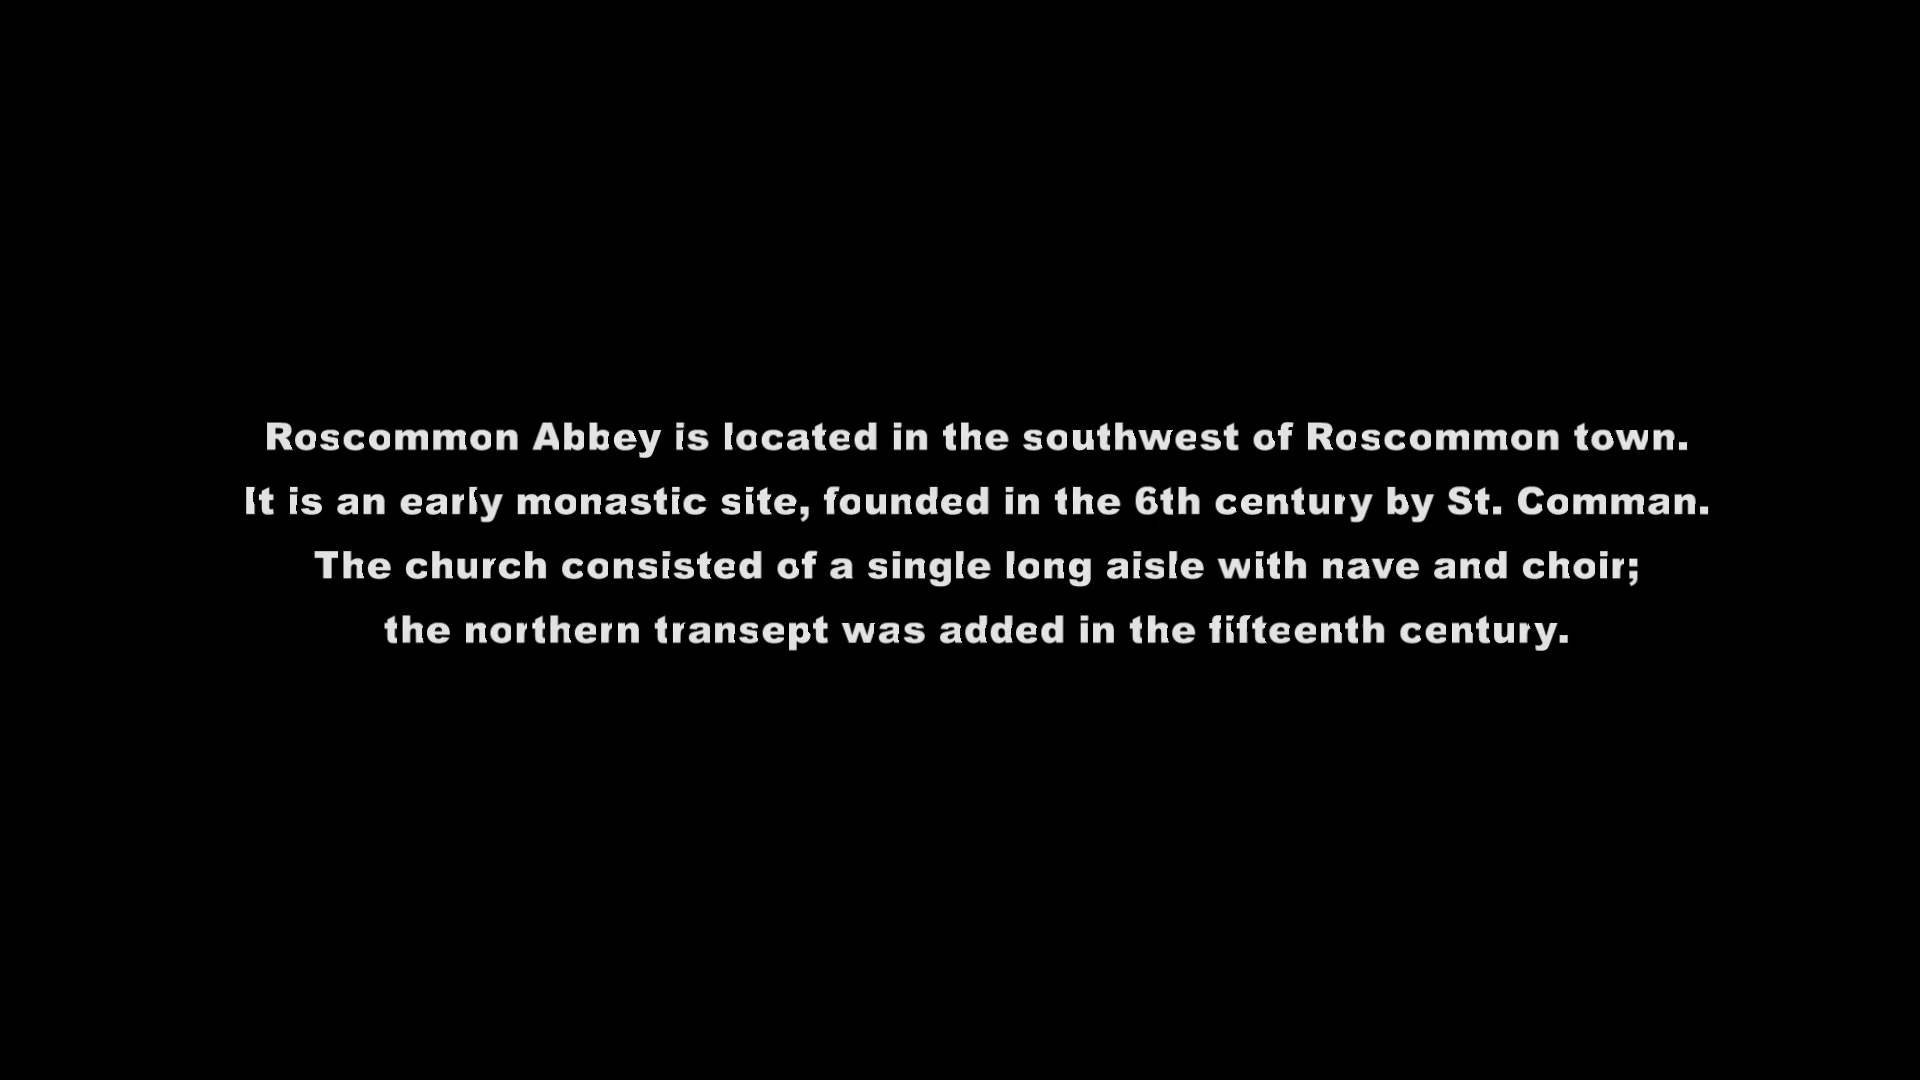 Roscommon Abbey is located in the southwest of Roscommon town.
It is an early monastic site, founded in the 6th century by St. Comman.
The church consisted of a single long aisle with nave and choir;
the northern transept was added in the fifteenth century.